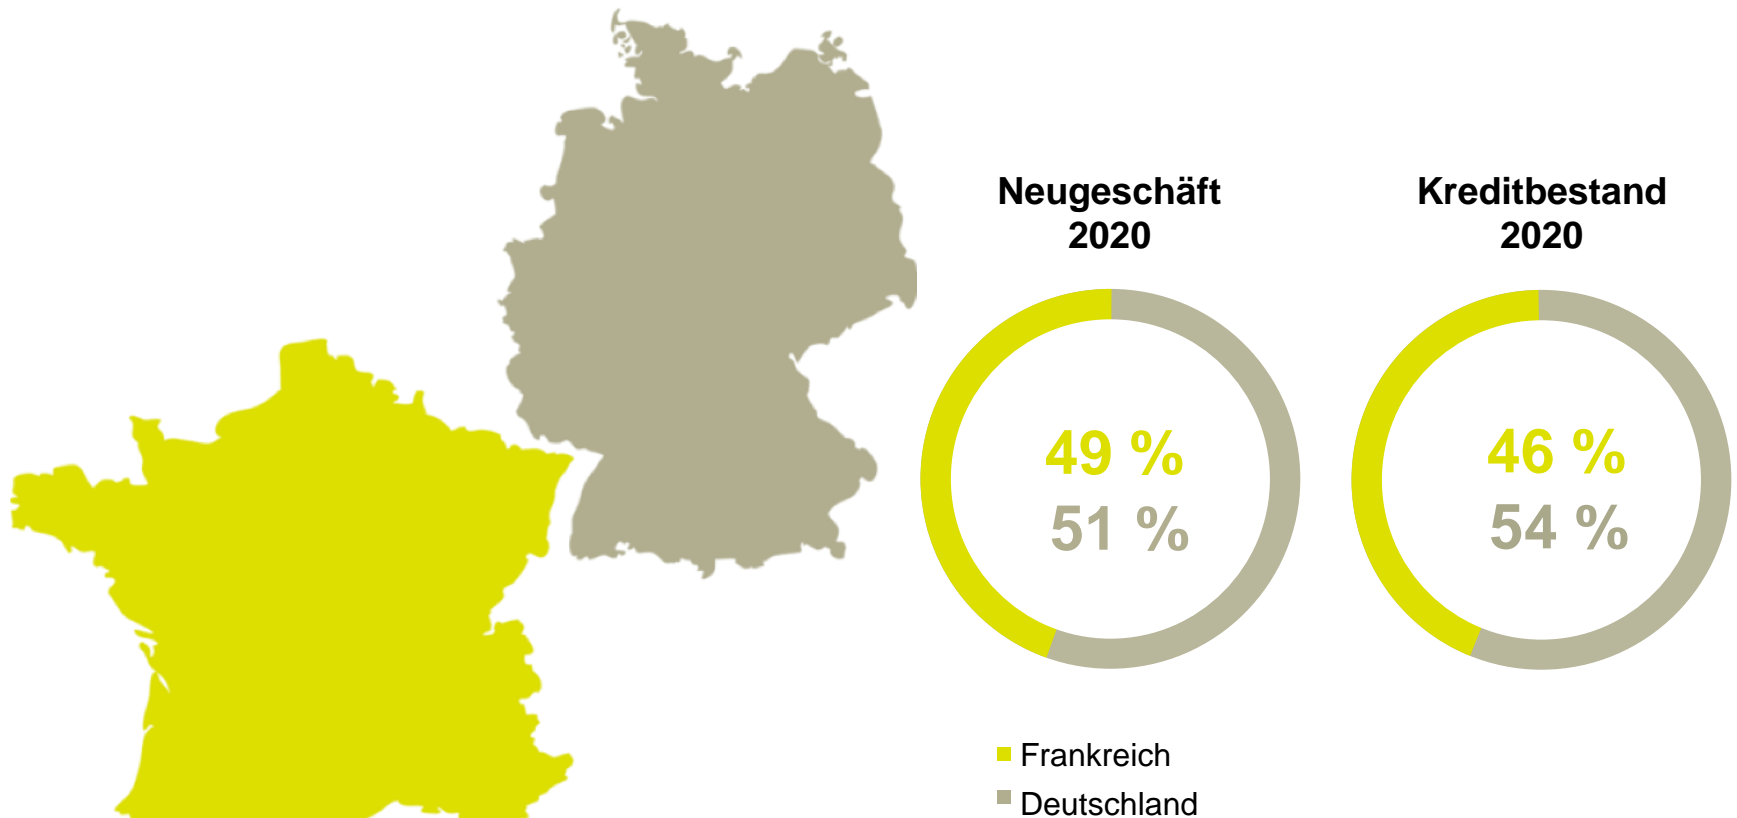 Neugeschäft
2020
49 %
51 %
Kreditbestand
2020
46 %
54 %
Frankreich
Deutschland